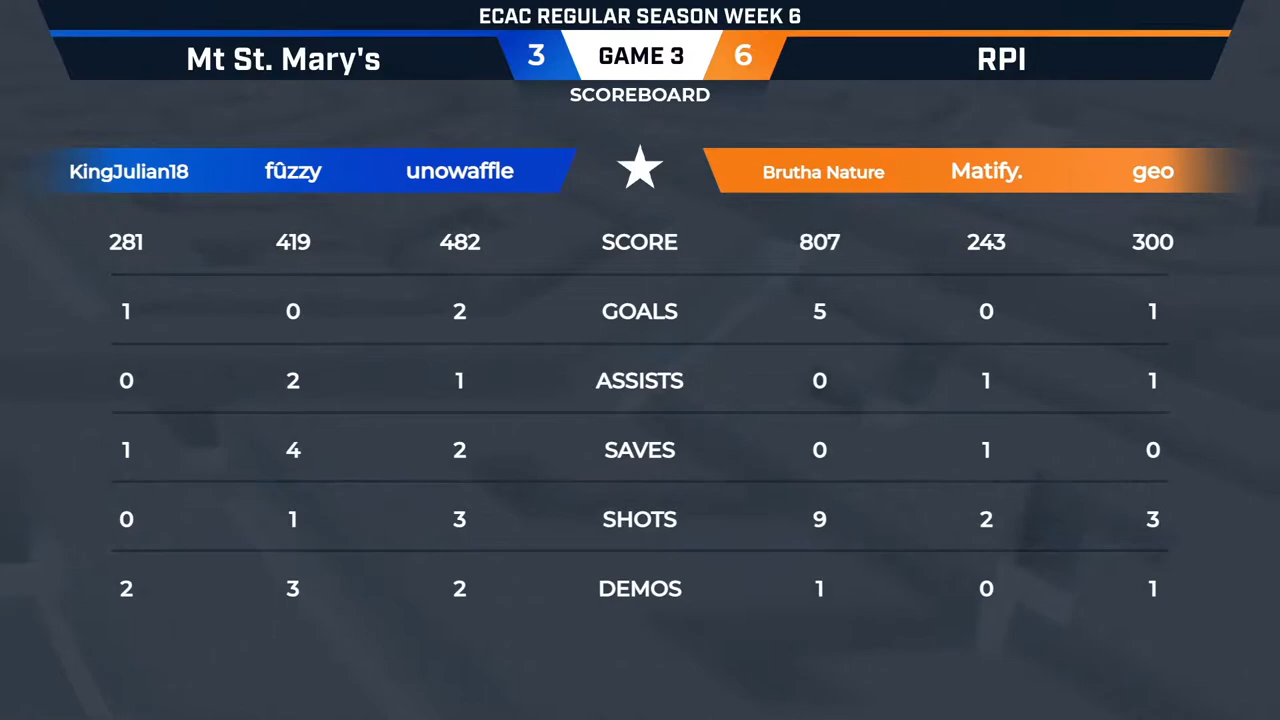 ECAC REGULAR SEASON WEEK 6
Mt St. Mary's 3 GAME 3 6 RPI
SCOREBOARD
KingJulian18 fûzzy unowaffle Brutha Nature Matify. geo
281 419 482 SCORE 807 243 300
1 0 2 GOALS 5 0 1
0 2 1 ASSISTS 0 1 1
1 4 2 SAVES 0 1 0
0 1 3 SHOTS 9 2 3
2 3 2 DEMOS 1 0 1